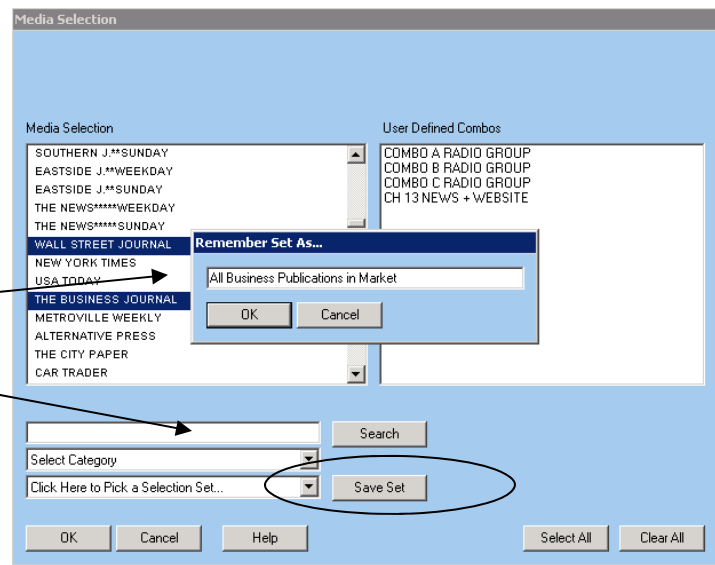 Media Selection
Media Selection
User Defined Combos
SOUTHERN J.**SUNDAY
EASTSIDE J.**WEEKDAY
EASTSIDE J.**SUNDAY
THE NEWS*****WEEKDAY
THE NEWS*****SUNDAY
WALL STREET JOURNAL
NEW YORK TIMES
USA TODAY
THE BUSINESS JOURNAL
METROVILLE WEEKLY
ALTERNATIVE PRESS
THE CITY PAPER
CAR TRADER
COMBO A RADIO GROUP
COMBO B RADIO GROUP
COMBO C RADIO GROUP
CH 13 NEWS + WEBSITE
Remember Set As...
All Business Publications in Market
OK Cancel
Search
Select Category
Click Here to Pick a Selection Set...
Save Set
OK Cancel Help Select All Clear All